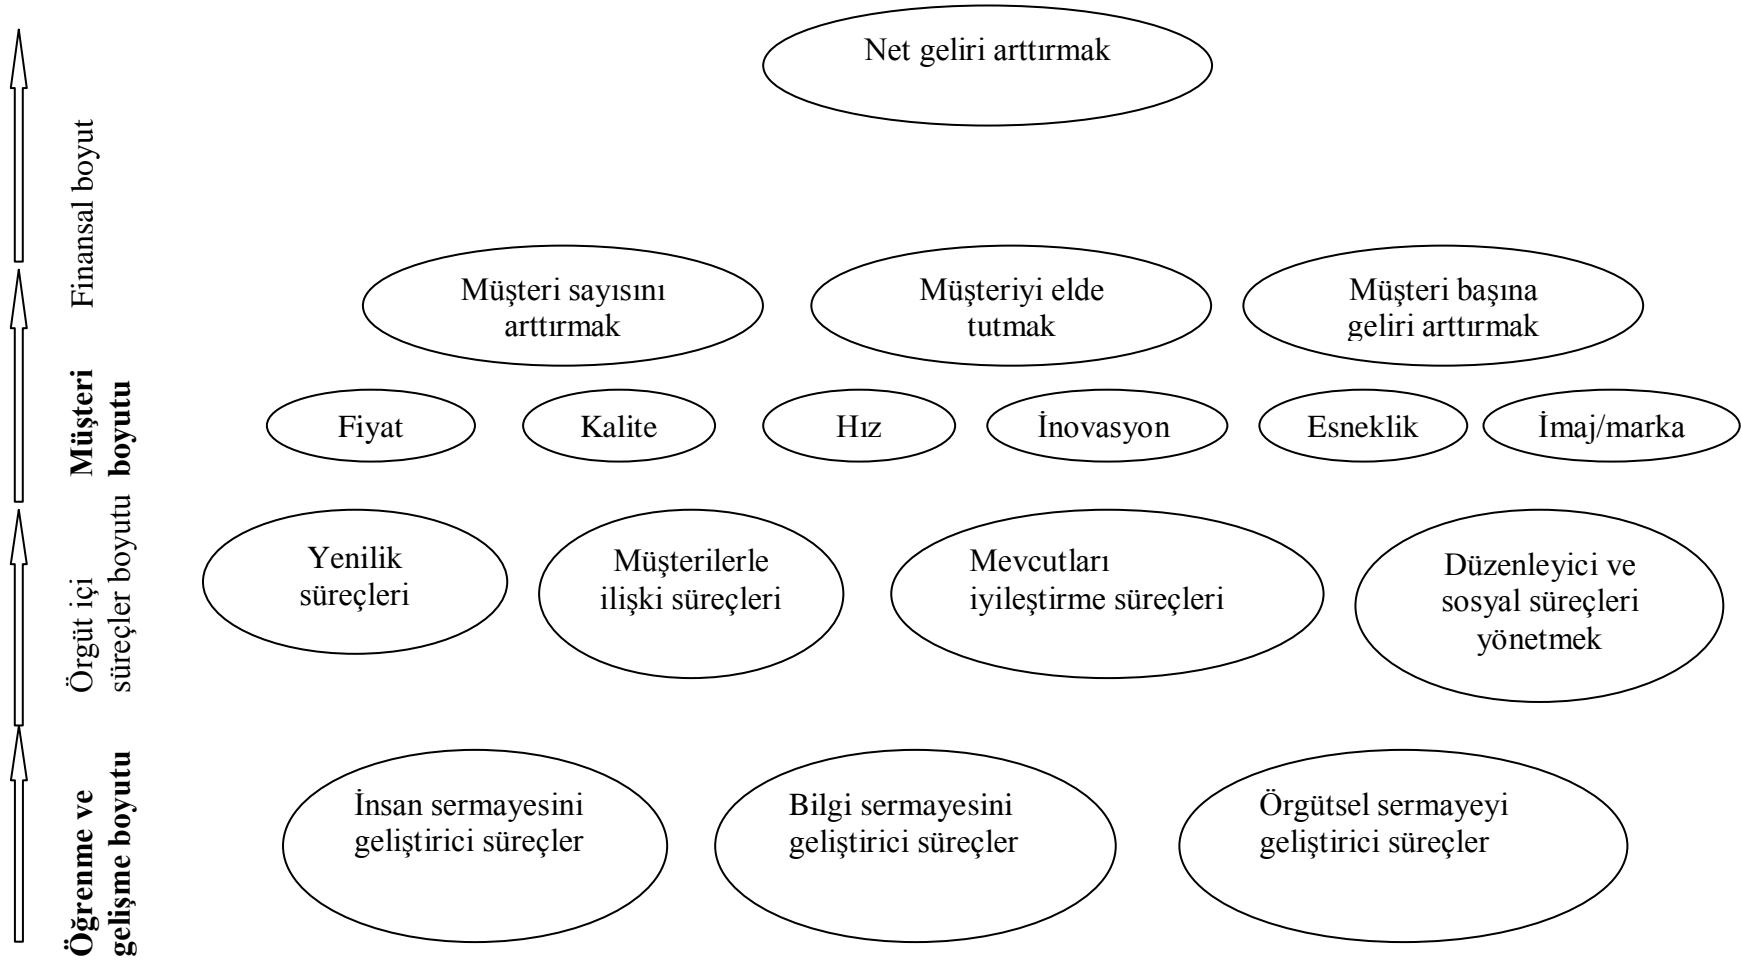 Net geliri arttırmak
Finansal boyut
Müşteri sayısını
arttırmak
Müşteriyi elde
tutmak
Müşteri başına
geliri arttırmak
Müşteri
boyutu
Fiyat
Kalite
Hız
İnovasyon
Esneklik
İmaj/marka
Örgüt içi
süreçler boyutu
Yenilik
süreçleri
Müşterilerle
ilişki süreçleri
Mevcutları
iyileştirme süreçleri
Düzenleyici ve
sosyal süreçleri
yönetmek
Öğrenme ve
gelişme boyutu
İnsan sermayesini
geliştirici süreçler
Bilgi sermayesini
geliştirici süreçler
Örgütsel sermayeyi
geliştirici süreçler